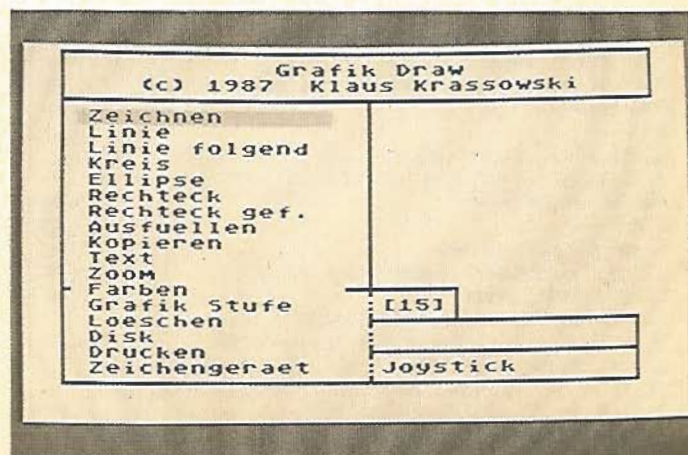 Grafik Draw
(c) 1987 Klaus Krassowski
Zeichnen
Linie
Linie folgend
Kreis
Ellipse
Rechteck
Rechteck gef.
Ausfuellen
Kopieren
Text
Zoom
Farben
Grafik Stufe [15]
Loeschen
Disk
Drucken
Zeichengeraet Joystick